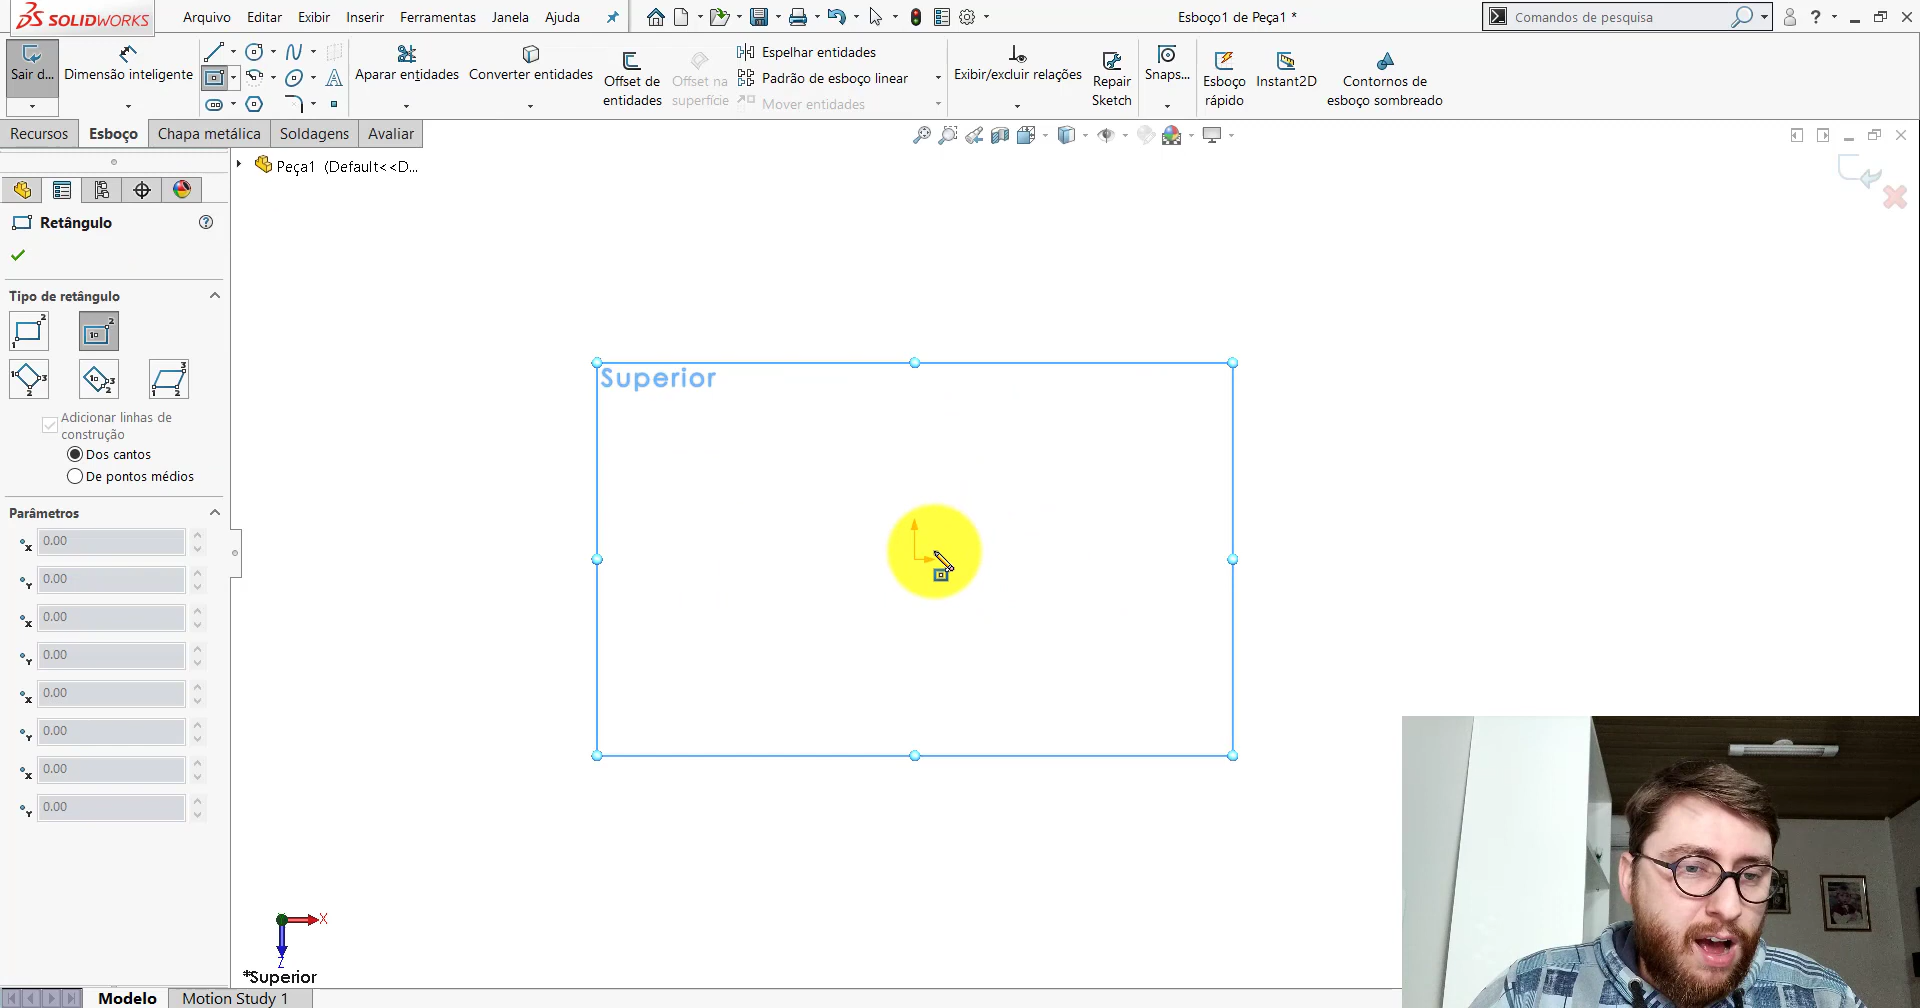 SOLIDWORKS
Arquivo Editar Exibir Inserir Ferramentas Janela Ajuda
Esboço1 de Peça1 *
Comandos de pesquisa
?
Sair d...
Dimensão inteligente
Aparar entidades
Converter entidades
Offset de
entidades
Offset na
superfície
Espelhar entidades
Padrão de esboço linear
Mover entidades
Exibir/excluir relações
Repair
Sketch
Snaps...
Esboço
rápido
Instant2D
Contornos de
esboço sombreado
Recursos Esboço Chapa metálica Soldagens Avaliar
Peça1 (Default<<D...
Retângulo
?
Tipo de retângulo
Adicionar linhas de
construção
Dos cantos
De pontos médios
Parâmetros
x 0.00
Y 0.00
x 0.00
Y 0.00
x 0.00
Y 0.00
x 0.00
Y 0.00
Superior
X
Z
*Superior
Modelo Motion Study 1